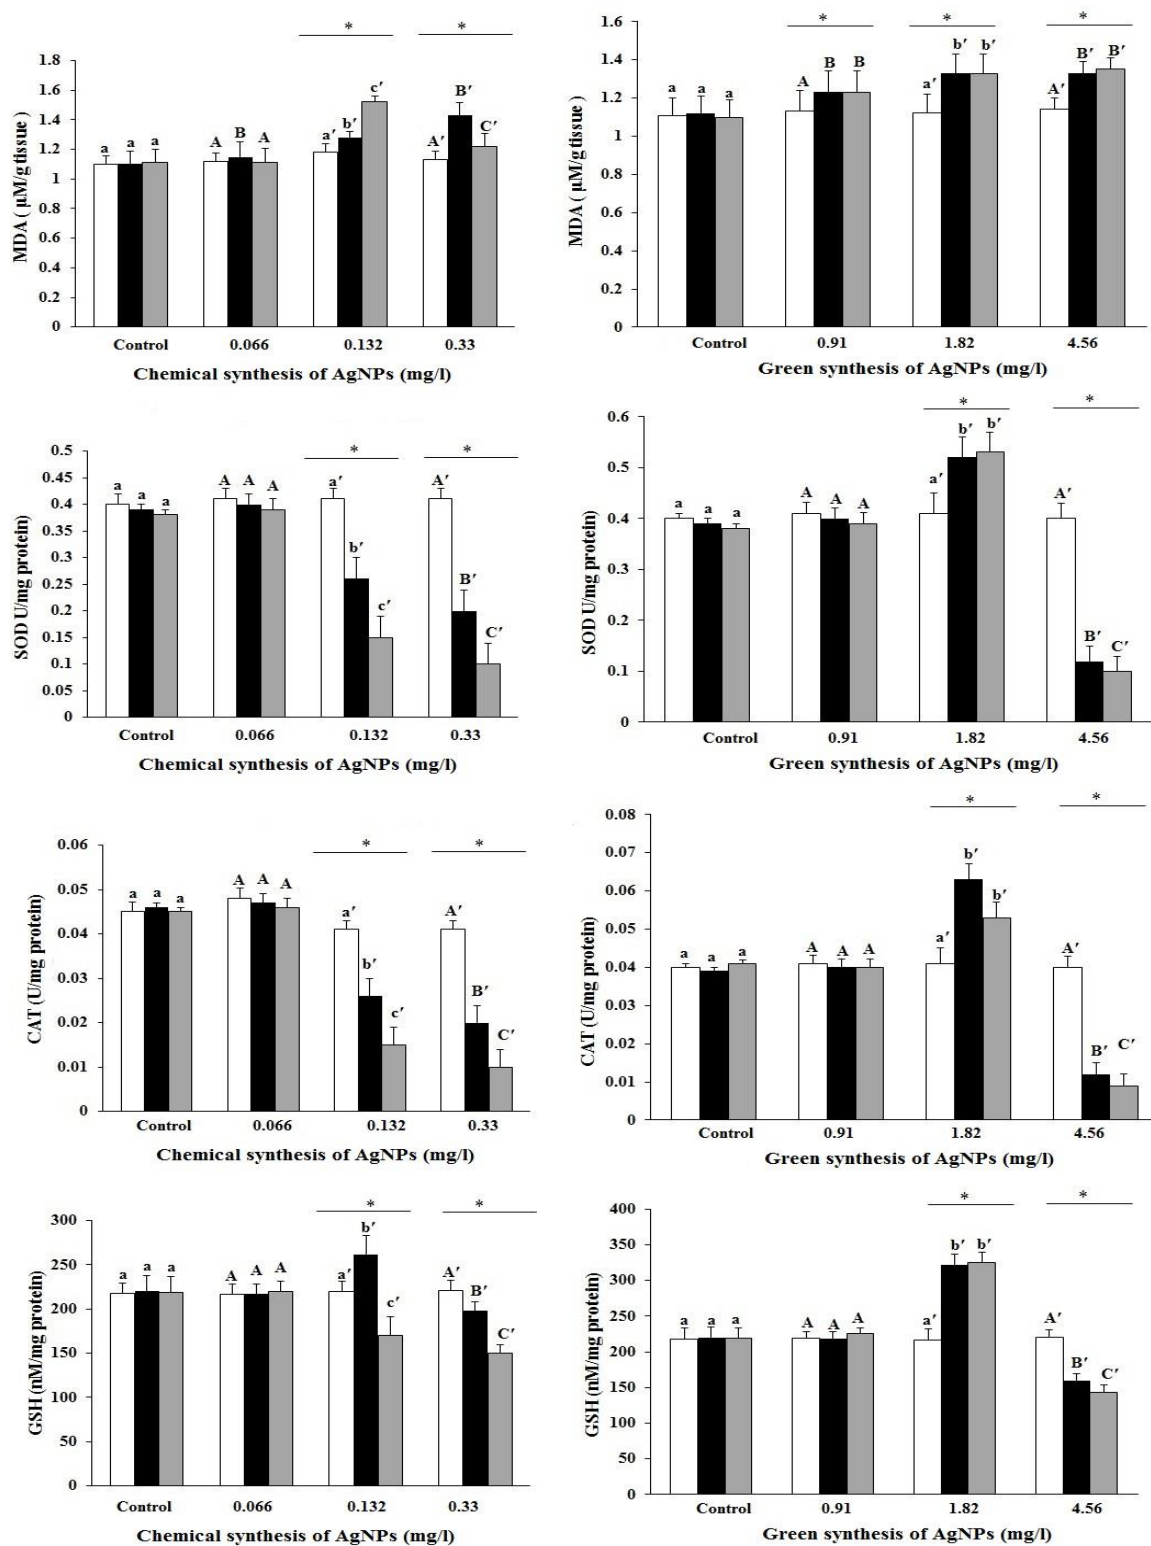 * *
MDA ( µM/g tissue)
1.8
1.6
1.4
1.2
1
0.8
0.6
0.4
0.2
0
a a a A B A a′ b′ c′ A′ B′ C′
Control 0.066 0.132 0.33
Chemical synthesis of AgNPs (mg/l)
* * *
MDA ( µM/g tissue)
1.6
1.4
1.2
1
0.8
0.6
0.4
0.2
0
a a a A B B a′ b′ b′ A′ B′ B′
Control 0.91 1.82 4.56
Green synthesis of AgNPs (mg/l)
* *
SOD U/mg protein)
0.5
0.45
0.4
0.35
0.3
0.25
0.2
0.15
0.1
0.05
0
a a a A A A a′ b′ c′ A′ B′ C′
Control 0.066 0.132 0.33
Chemical synthesis of AgNPs (mg/l)
* *
SOD U/mg protein)
0.6
0.5
0.4
0.3
0.2
0.1
0
a a a A A A a′ b′ b′ A′ B′ C′
Control 0.91 1.82 4.56
Green synthesis of AgNPs (mg/l)
* *
CAT (U/mg protein)
0.06
0.05
0.04
0.03
0.02
0.01
0
a a a A A A a′ b′ c′ A′ B′ C′
Control 0.066 0.132 0.33
Chemical synthesis of AgNPs (mg/l)
* *
CAT (U/mg protein)
0.08
0.07
0.06
0.05
0.04
0.03
0.02
0.01
0
a a a A A A a′ b′ b′ A′ B′ C′
Control 0.91 1.82 4.56
Green synthesis of AgNPs (mg/l)
* *
GSH (nM/mg protein)
300
250
200
150
100
50
0
a a a A A A a′ b′ c′ A′ B′ C′
Control 0.066 0.132 0.33
Chemical synthesis of AgNPs (mg/l)
* *
GSH (nM/mg protein)
400
350
300
250
200
150
100
50
0
a a a A A A a′ b′ b′ A′ B′ C′
Control 0.91 1.82 4.56
Green synthesis of AgNPs (mg/l)